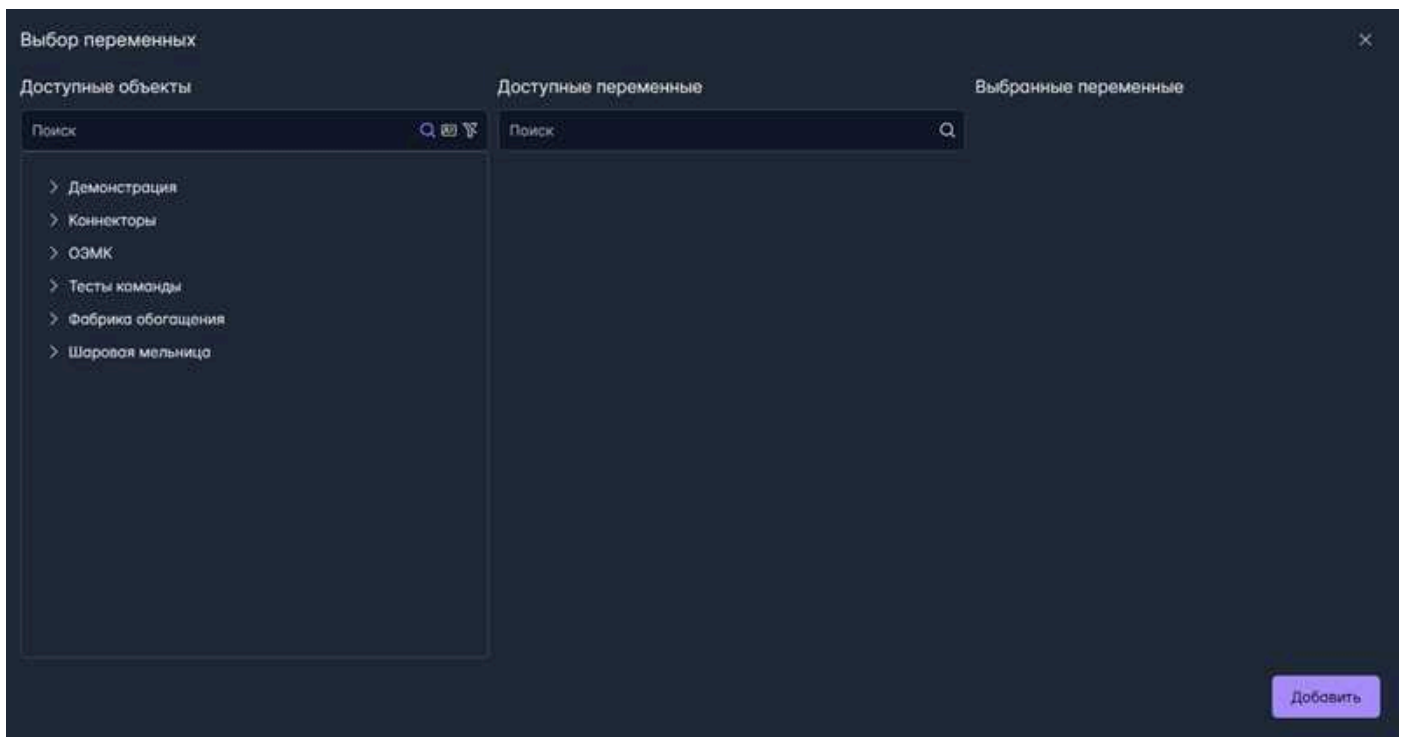 Выбор переменных
Доступные объекты
Доступные переменные
Выбранные переменные
Поиск
Поиск
Демонстрация
Коннекторы
ОЭМК
Тесты команды
Фабрика обогащения
Шаровая мельница
Добавить